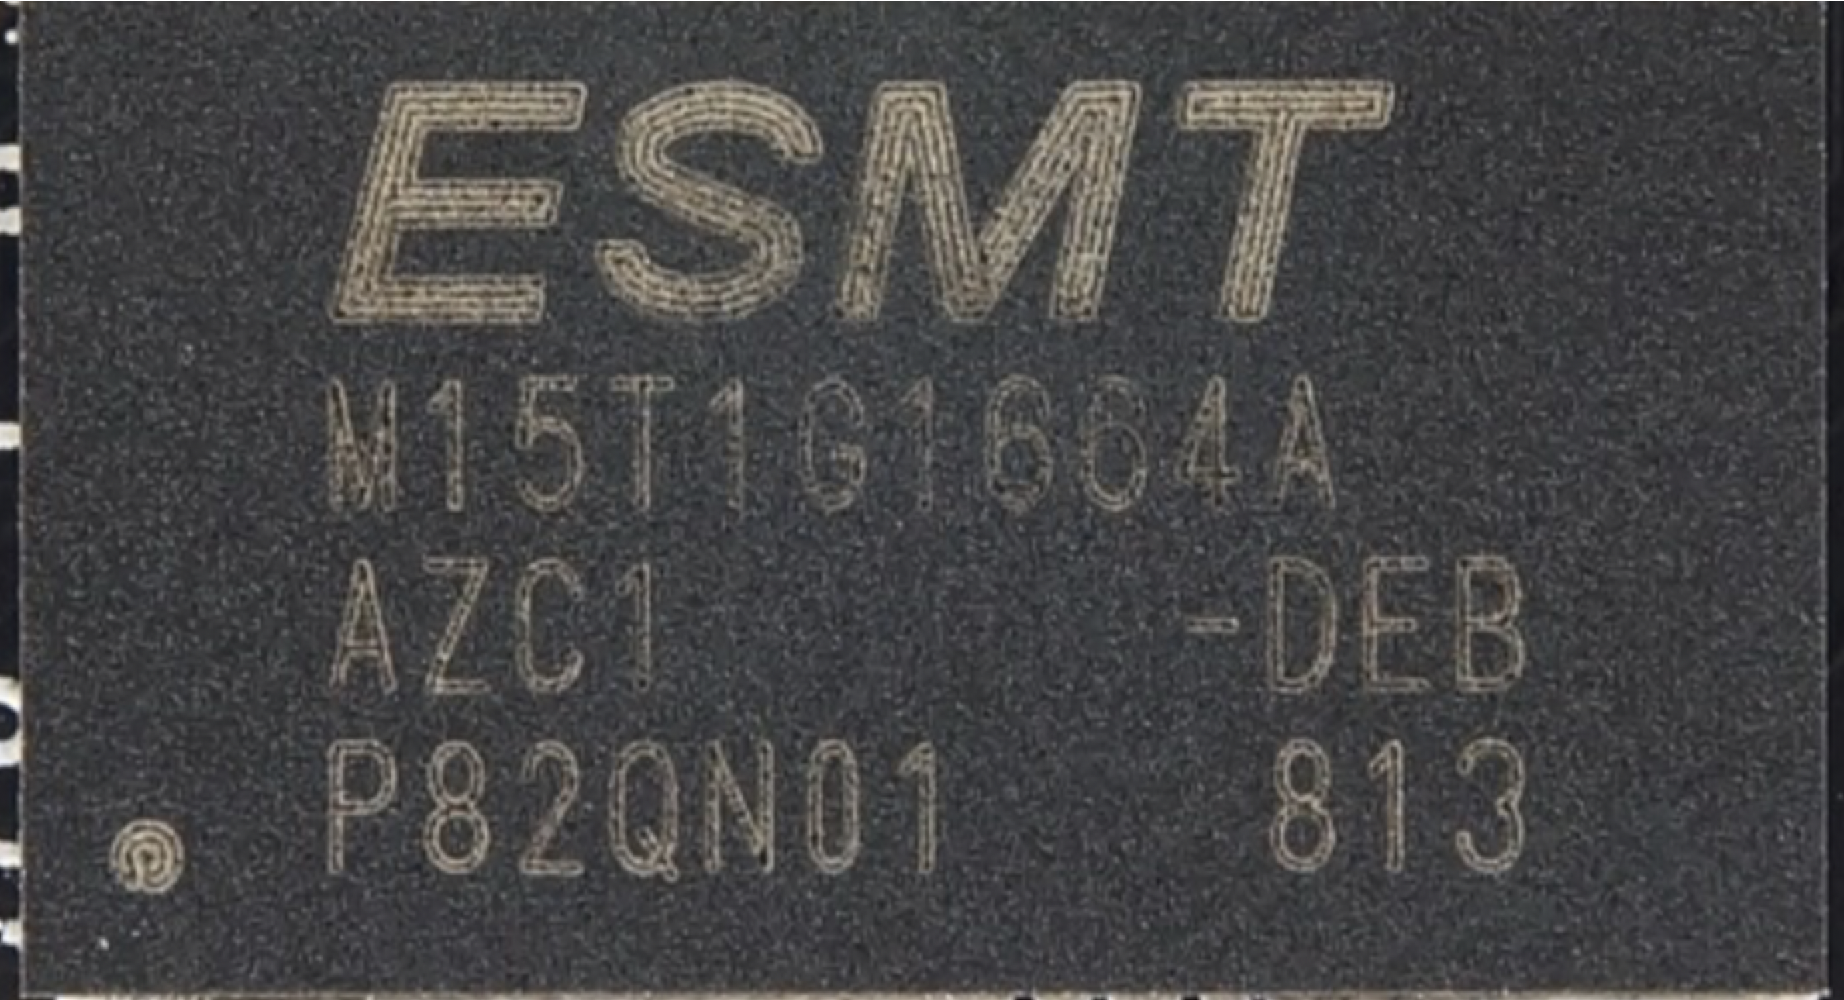 ESMT
M15T1G1664A
AZC1 -DEB
P82QN01 813